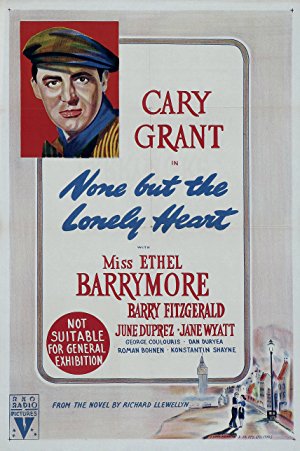 CARY
GRANT
IN
None but the
Lonely Heart
WITH
MISS ETHEL
BARRYMORE
BARRY FITZGERALD
JUNE DUPREZ · JANE WYATT
GEORGE COULOURIS · DAN DURYEA
ROMAN BOHNEN · KONSTANTIN SHAYNE
NOT
SUITABLE
FOR GENERAL
EXHIBITION
RKO
RADIO
PICTURES
FROM THE NOVEL BY RICHARD LLEWELLYN